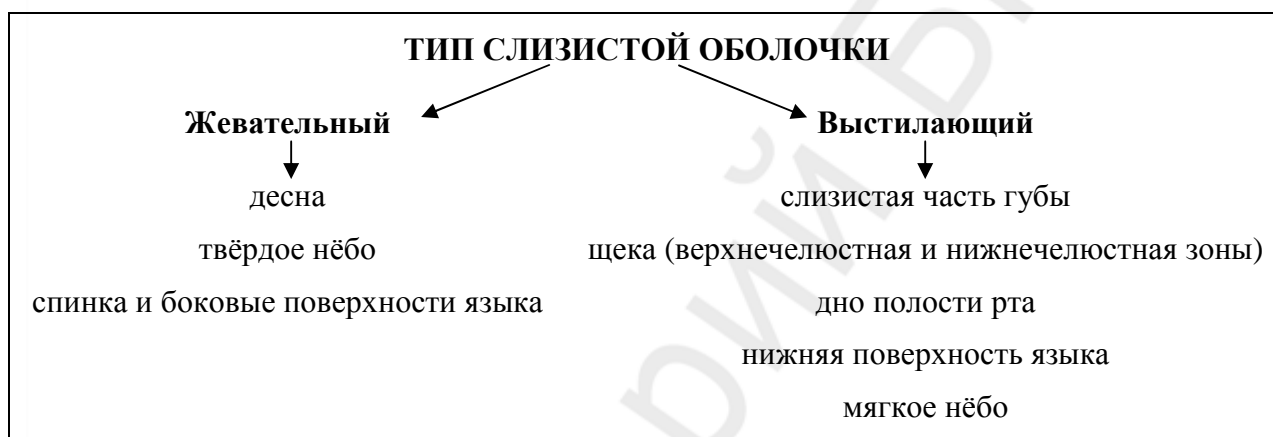 ТИП СЛИЗИСТОЙ ОБОЛОЧКИ
Жевательный
десна
твёрдое нёбо
спинка и боковые поверхности языка
Выстилающий
слизистая часть губы
щека (верхнечелюстная и нижнечелюстная зоны)
дно полости рта
нижняя поверхность языка
мягкое нёбо
рий